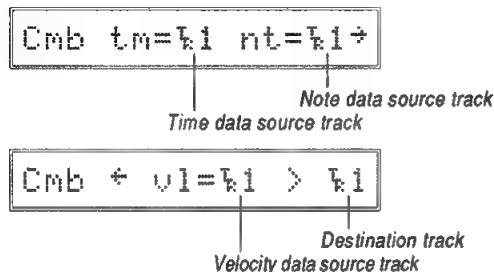 Cmb tm=Tr1 nt=Tr1→
Note data source track
Time data source track
Cmb ← vl=Tr1 > Tr1
Destination track
Velocity data source track